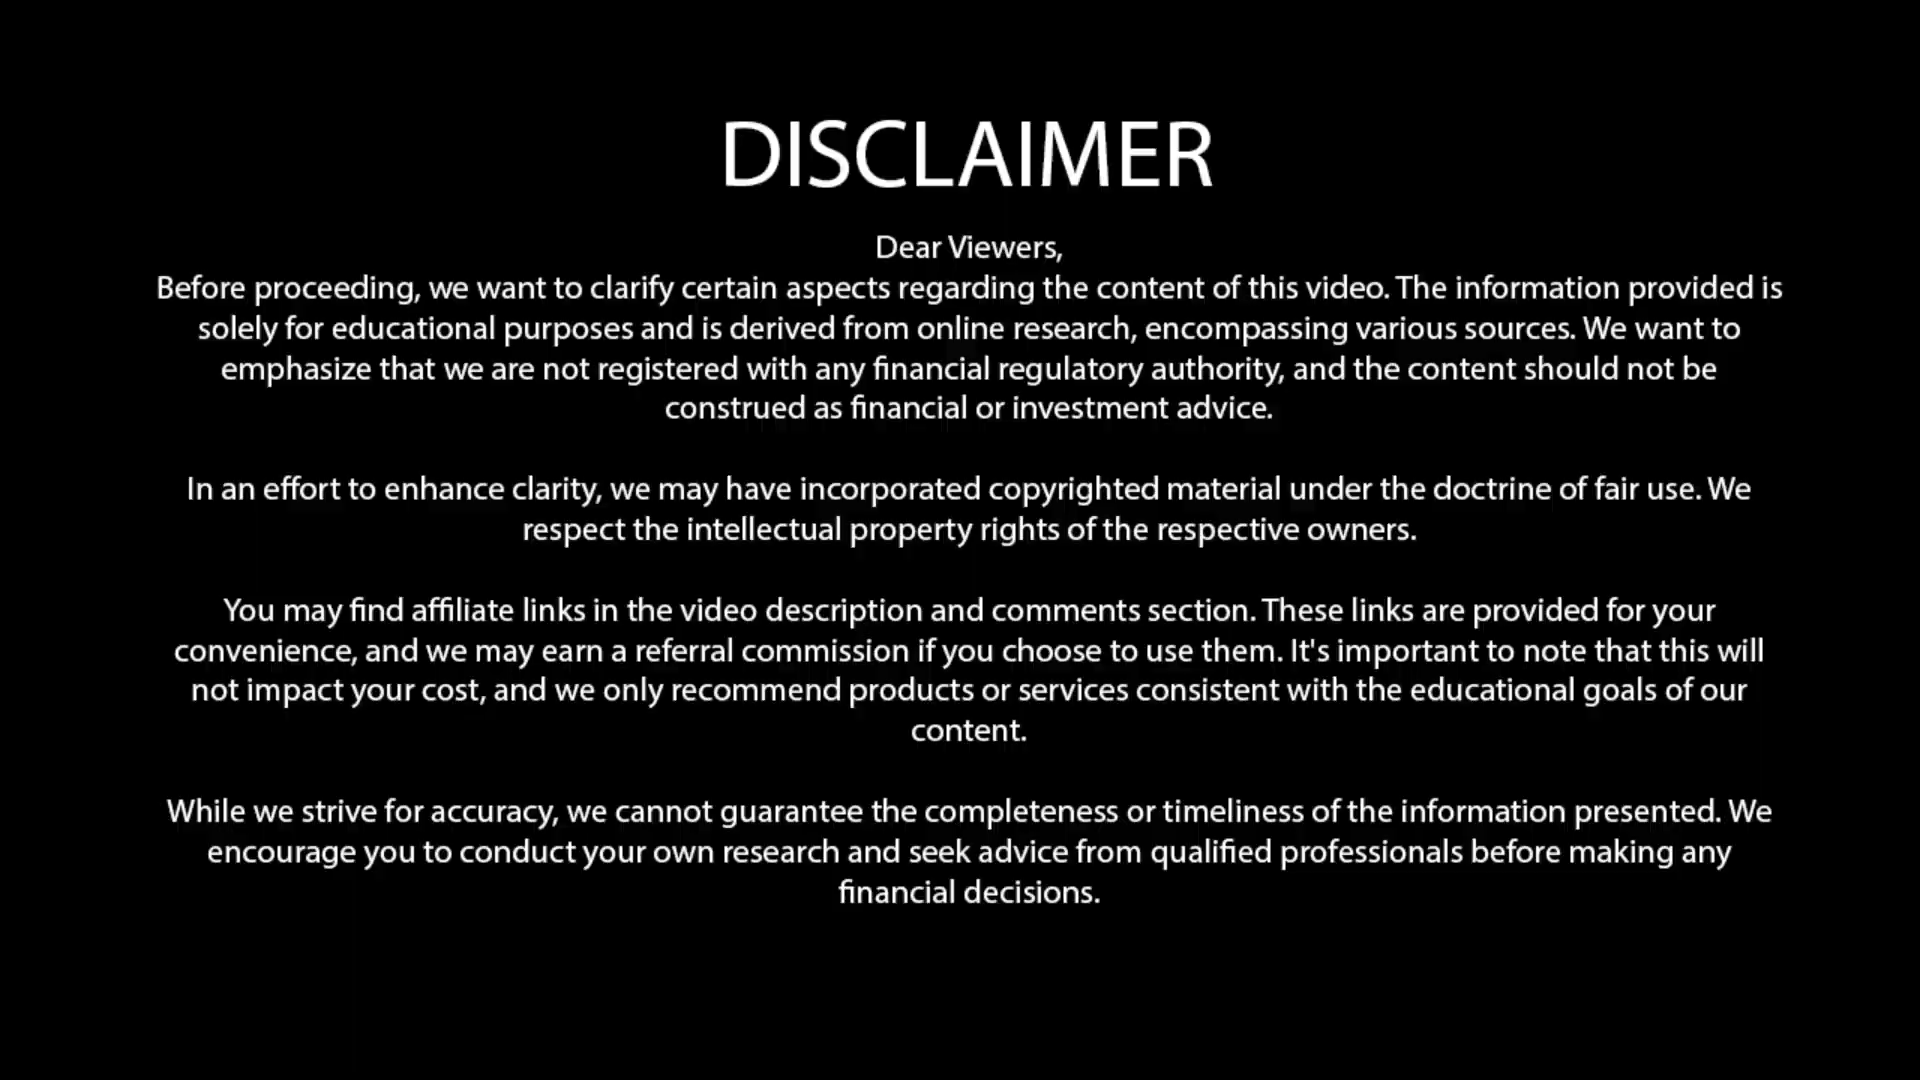 DISCLAIMER
Dear Viewers,
Before proceeding, we want to clarify certain aspects regarding the content of this video. The information provided is
solely for educational purposes and is derived from online research, encompassing various sources. We want to
emphasize that we are not registered with any financial regulatory authority, and the content should not be
construed as financial or investment advice.
In an effort to enhance clarity, we may have incorporated copyrighted material under the doctrine of fair use. We
respect the intellectual property rights of the respective owners.
You may find affiliate links in the video description and comments section. These links are provided for your
convenience, and we may earn a referral commission if you choose to use them. It's important to note that this will
not impact your cost, and we only recommend products or services consistent with the educational goals of our
content.
While we strive for accuracy, we cannot guarantee the completeness or timeliness of the information presented. We
encourage you to conduct your own research and seek advice from qualified professionals before making any
financial decisions.